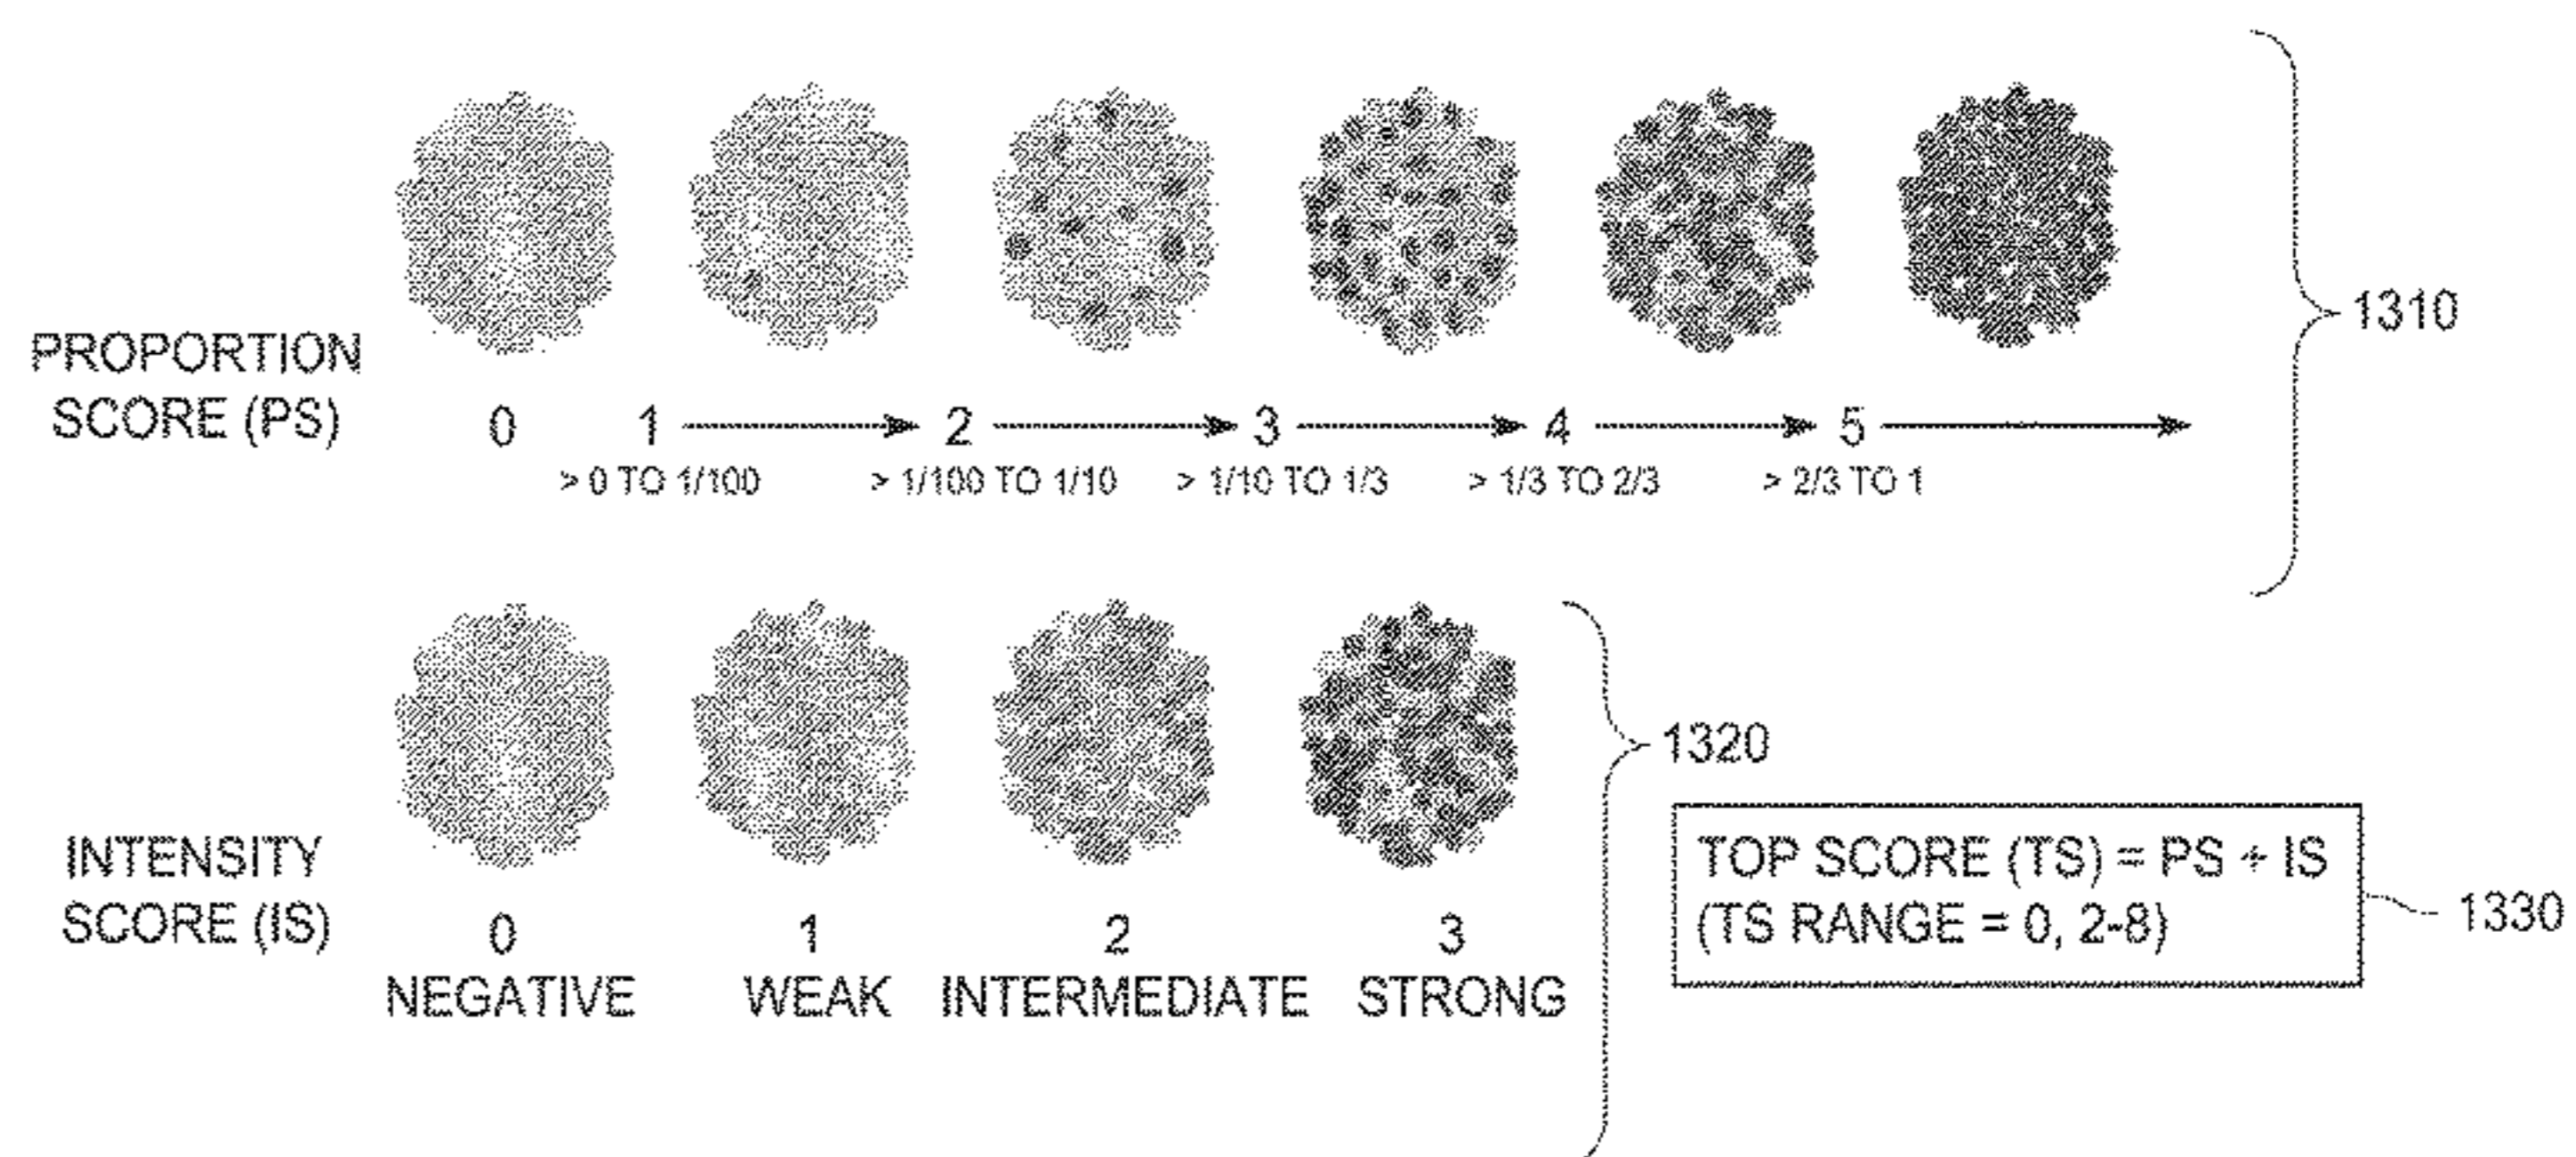 PROPORTION
SCORE (PS)
0 1 2 3 4 5
> 0 TO 1/100 > 1/100 TO 1/10 > 1/10 TO 1/3 > 1/3 TO 2/3 > 2/3 TO 1
1310
INTENSITY
SCORE (IS)
0 1 2 3
NEGATIVE WEAK INTERMEDIATE STRONG
1320
TOP SCORE (TS) = PS + IS
(TS RANGE = 0, 2-8)
1330